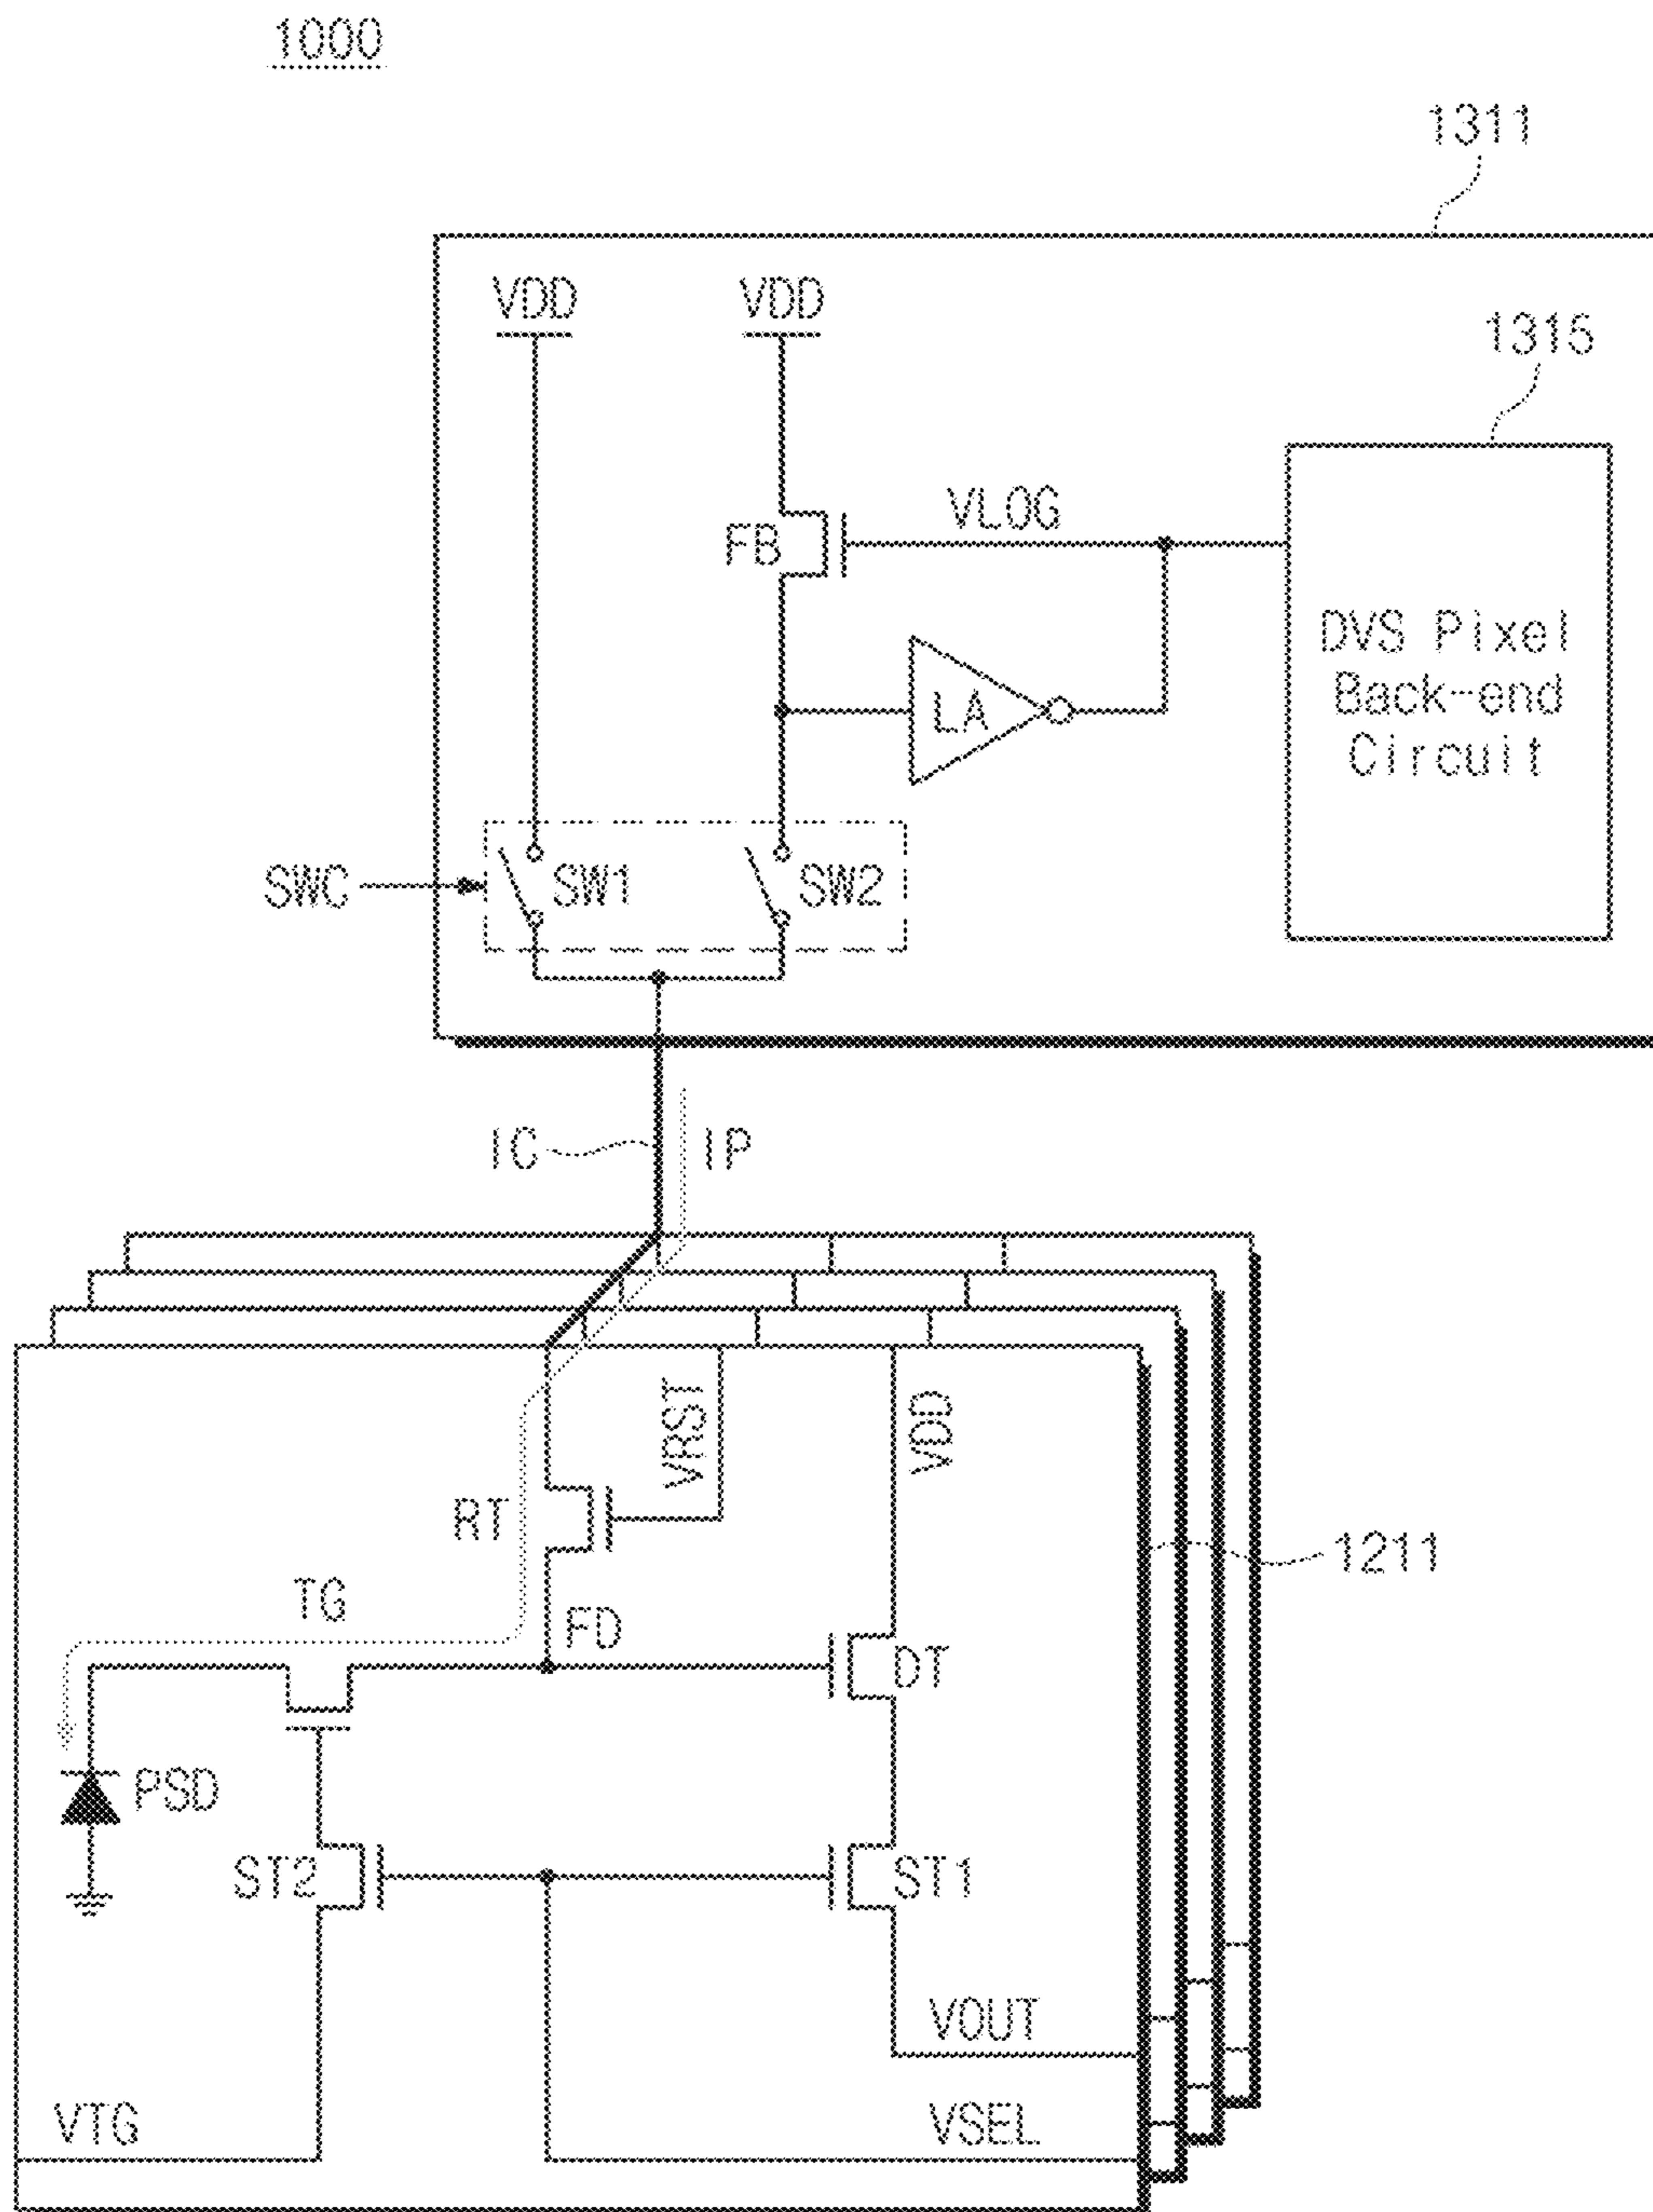 1000
1311
VDD
VDD
1315
VLOG
FB
DVS Pixel
Back-end
Circuit
LA
SWC
SW1
SW2
IC
IP
VRST
VDD
RT
1211
TG
FD
DT
PSD
ST2
ST1
VOUT
VTG
VSEL